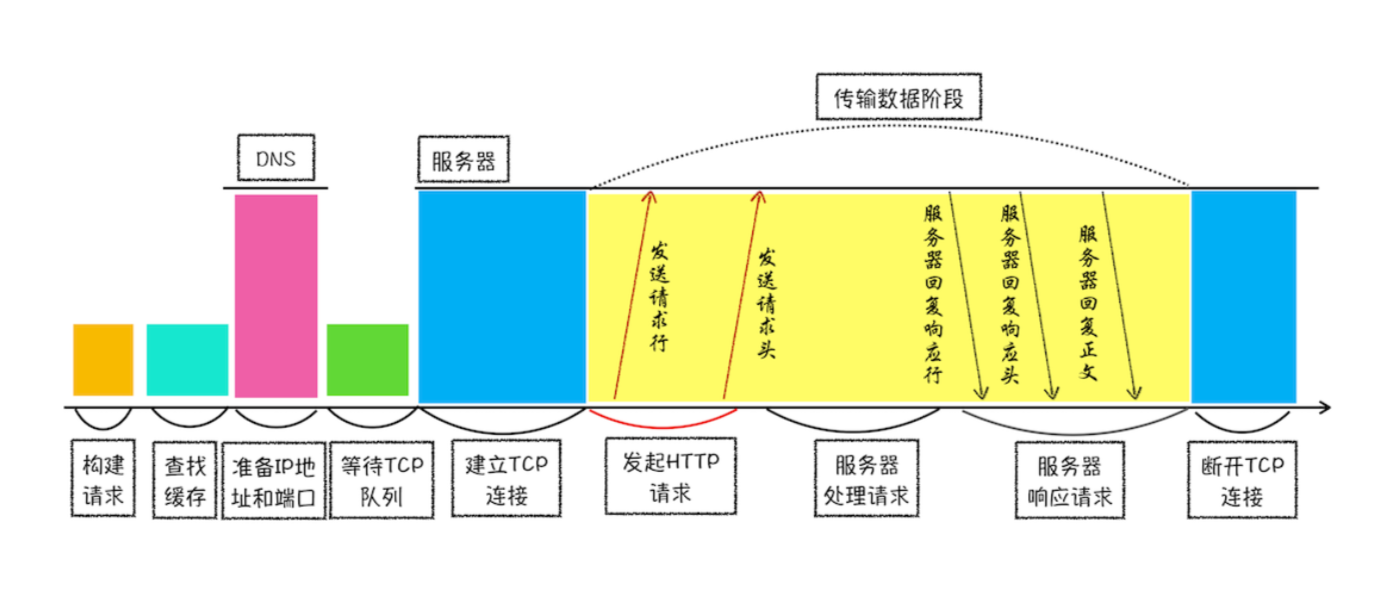 传输数据阶段
DNS
服务器
发送请求行
发送请求头
服务器回复响应行
服务器回复响应头
服务器回复正文
构建
请求
查找
缓存
准备IP地
址和端口
等待TCP
队列
建立TCP
连接
发起HTTP
请求
服务器
处理请求
服务器
响应请求
断开TCP
连接